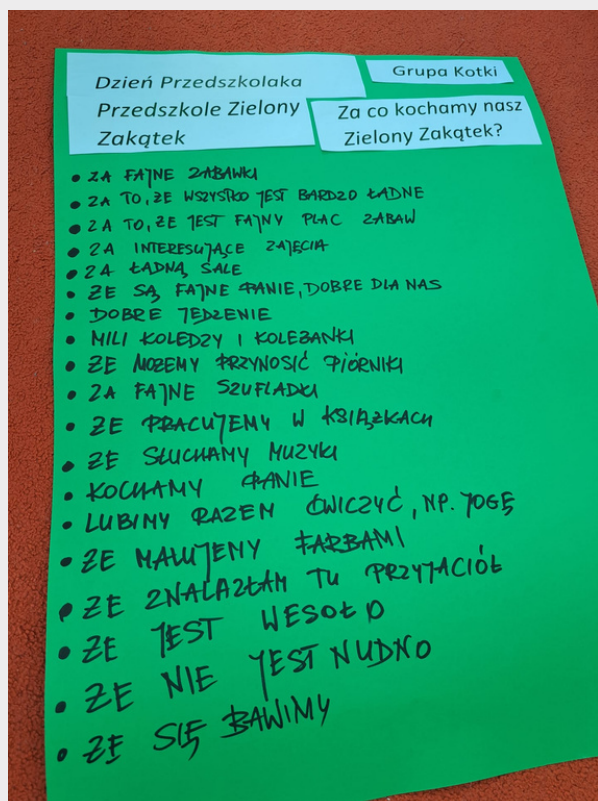 Dzień Przedszkolaka
Przedszkole Zielony
Zakątek
Grupa Kotki
Za co kochamy nasz
Zielony Zakątek?
• ZA FAJNE ZABAWKI
• ZA TO, ŻE WSZYSTKO JEST BARDZO ŁADNE
• ZA TO, ŻE JEST FAJNY PLAC ZABAW
• ZA INTERESUJĄCE ZAJĘCIA
• ZA ŁADNĄ SALE
• ŻE SĄ FAJNE PANIE, DOBRE DLA NAS
• DOBRE JEDZENIE
• MILI KOLEDZY I KOLEŻANKI
• ŻE MOŻEMY PRZYNOSIĆ PIÓRNIKI
• ZA FAJNE SZUFLADKI
• ŻE PRACUJEMY W KSIĄŻKACH
• ŻE SŁUCHAMY MUZYKI
• KOCHAMY PANIE
• LUBIMY RAZEM ĆWICZYĆ, NP. JOGĘ
• ŻE MALUJEMY FARBAMI
• ŻE ZNALAZŁAM TU PRZYJACIÓŁ
• ŻE JEST WESOŁO
• ŻE NIE JEST NUDNO
• ŻE SIĘ BAWIMY